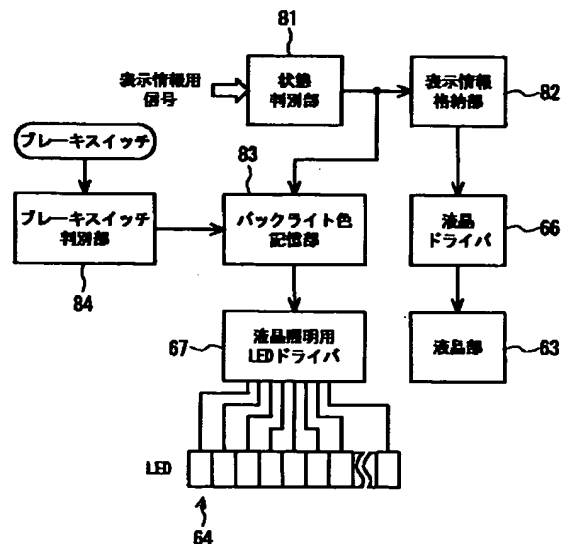 81
表示情報用
信号
状態
判別部
表示情報
格納部
82
ブレーキスイッチ
83
ブレーキスイッチ
判別部
84
バックライト色
記憶部
液晶
ドライバ
66
67
液晶照明用
LEDドライバ
液晶部
63
LED
64